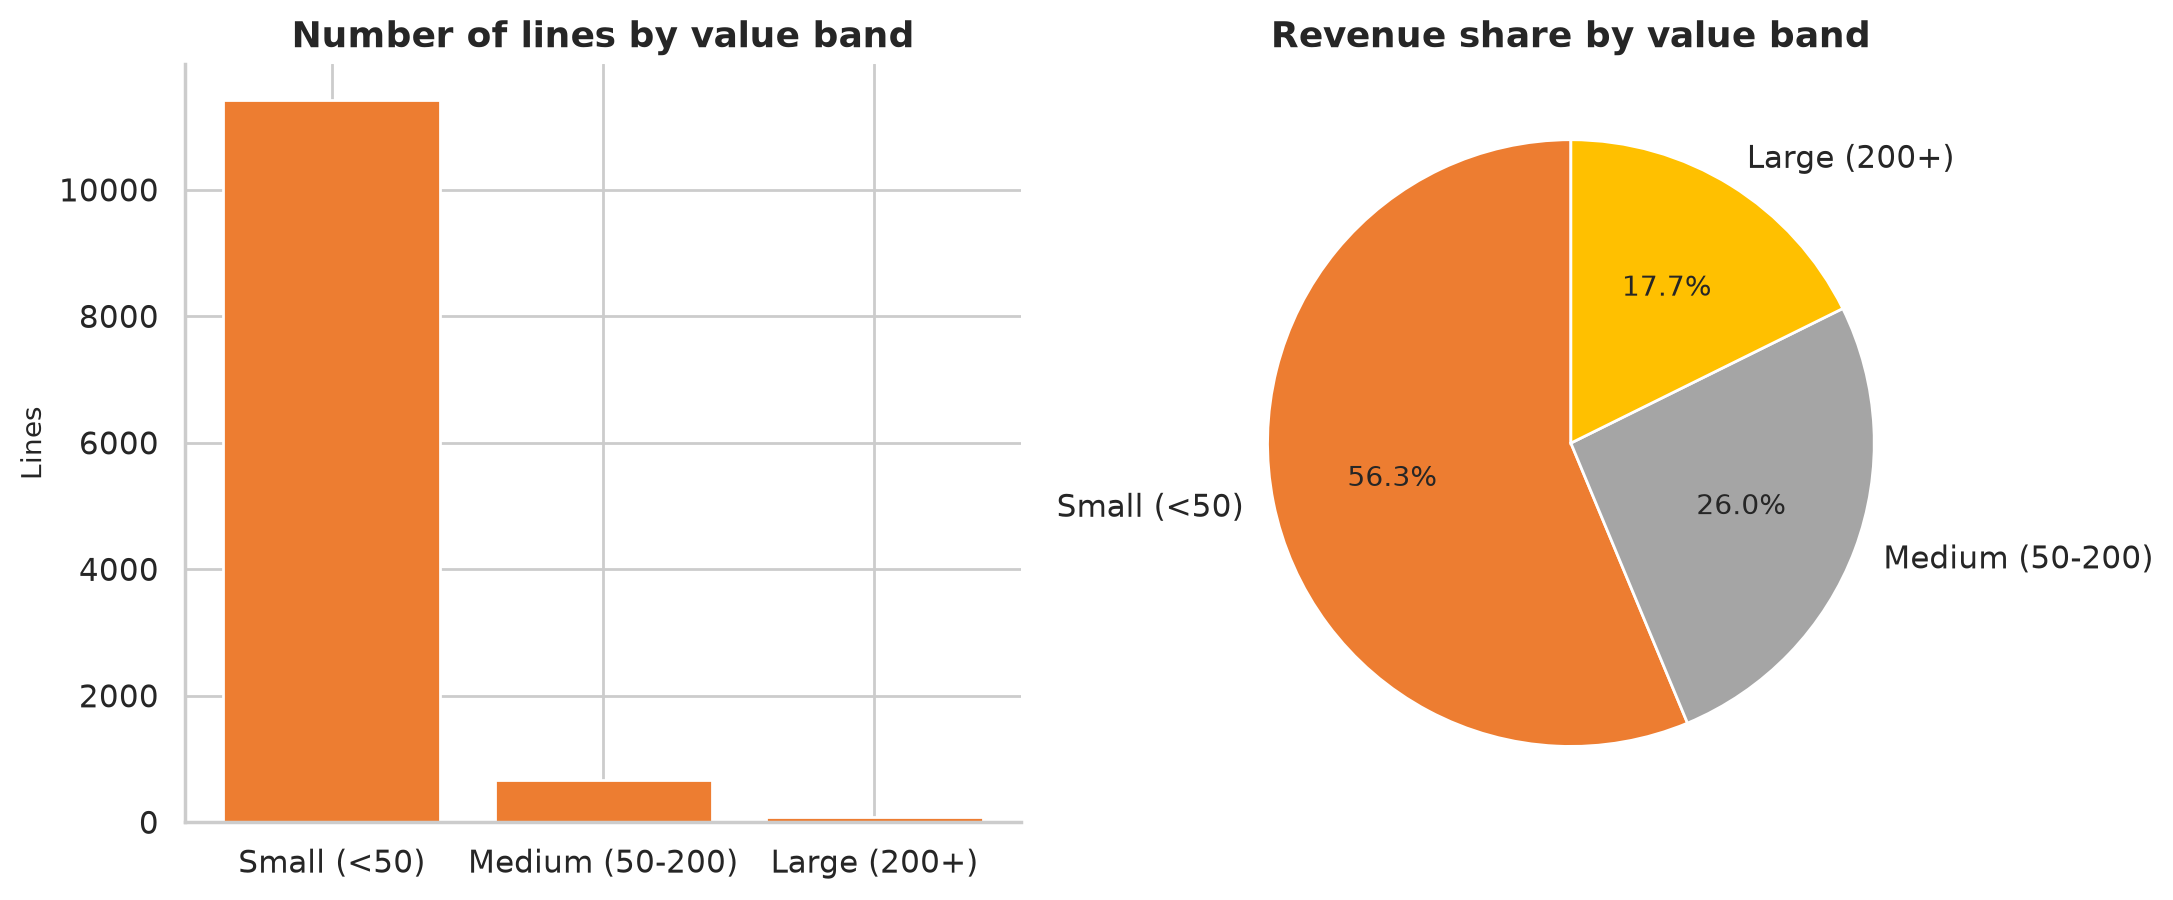 Number of lines by value band
Lines
10000
8000
6000
4000
2000
0
Small (<50)
Medium (50-200)
Large (200+)
Revenue share by value band
Large (200+)
17.7%
56.3%
Small (<50)
26.0%
Medium (50-200)